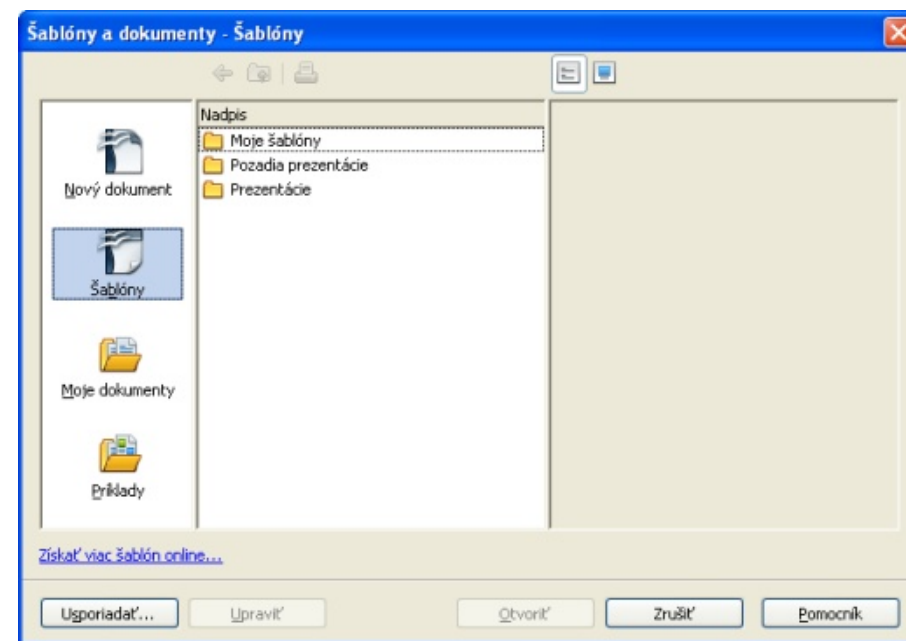 Šablóny a dokumenty - Šablóny
Nový dokument
Šablóny
Moje dokumenty
Príklady
Nadpis
Moje šablóny
Pozadia prezentácie
Prezentácie
Získať viac šablón online...
Usporiadať...
Upraviť
Otvoriť
Zrušiť
Pomocník